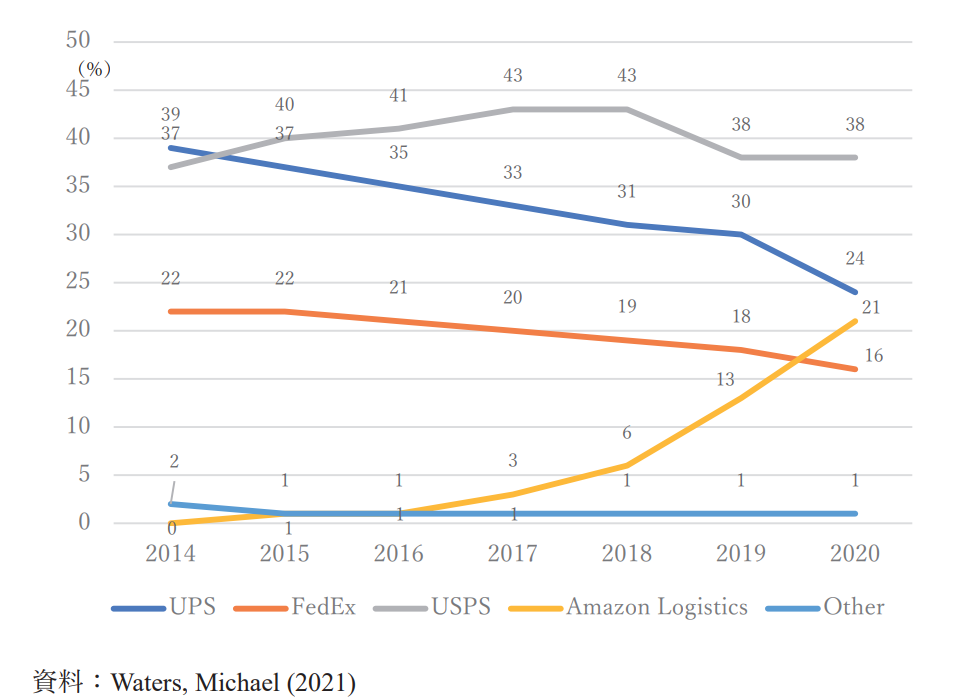 50
(%)
45
40
35
30
25
20
15
10
5
0
39 40 41 43 43 38 38
37 37 35 33 31 30 24
22 22 21 20 19 18 16
0 1 1 3 6 13 21
2 1 1 1 1 1 1
2014 2015 2016 2017 2018 2019 2020
UPS FedEx USPS Amazon Logistics Other
資料：Waters, Michael (2021)